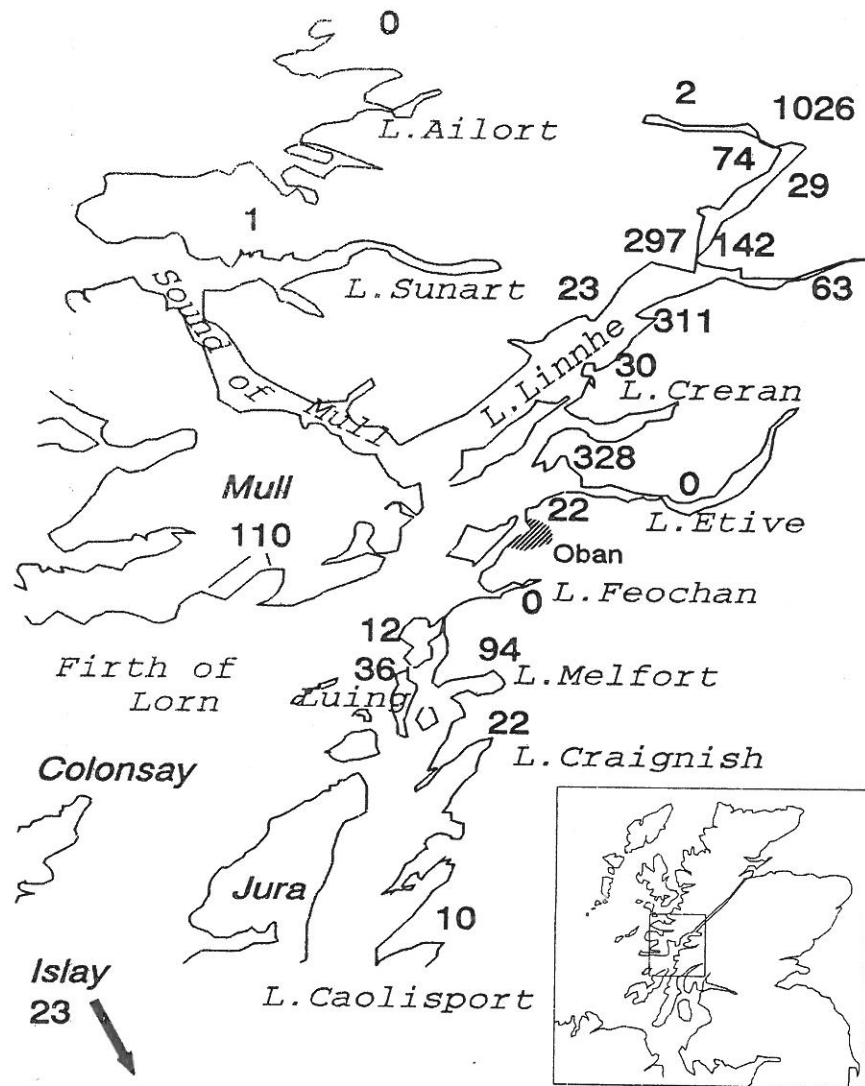 0
2
1026
L.Ailort
74
29
1
297
142
L.Sunart
23
63
Sound of Mull
L.Linnhe
311
30
L.Creran
328
Mull
0
22
L.Etive
110
Oban
L.Feochan
0
12
94
Firth of
Lorn
36
Luing
L.Melfort
22
L.Craignish
Colonsay
Jura
10
Islay
23
L.Caolisport